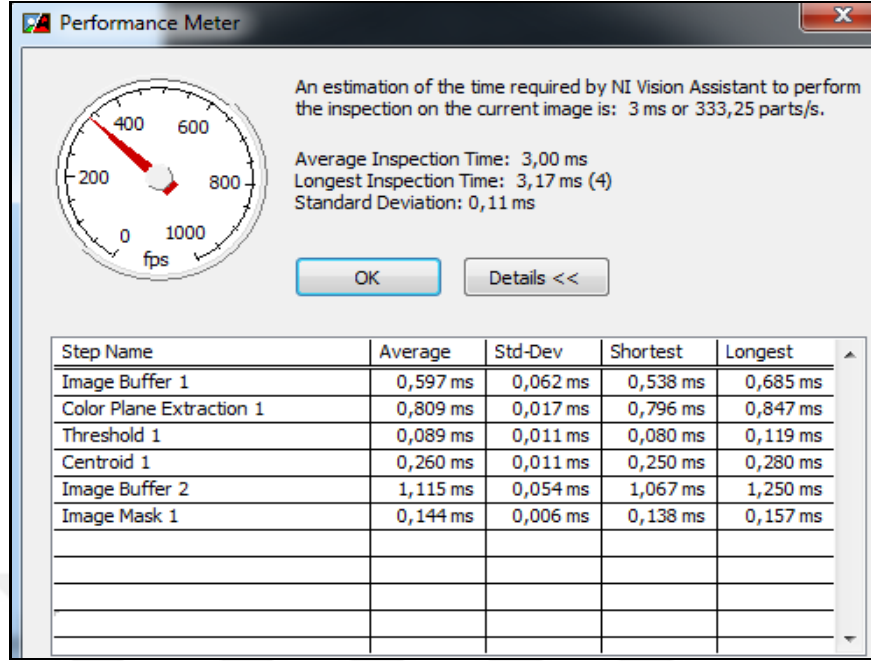 Performance Meter
x
An estimation of the time required by NI Vision Assistant to perform
the inspection on the current image is: 3 ms or 333,25 parts/s.
Average Inspection Time: 3,00 ms
Longest Inspection Time: 3,17 ms (4)
Standard Deviation: 0,11 ms
400 600
200 800
0 1000
fps
OK Details <<
Step Name Average Std-Dev Shortest Longest
Image Buffer 1 0,597 ms 0,062 ms 0,538 ms 0,685 ms
Color Plane Extraction 1 0,809 ms 0,017 ms 0,796 ms 0,847 ms
Threshold 1 0,089 ms 0,011 ms 0,080 ms 0,119 ms
Centroid 1 0,260 ms 0,011 ms 0,250 ms 0,280 ms
Image Buffer 2 1,115 ms 0,054 ms 1,067 ms 1,250 ms
Image Mask 1 0,144 ms 0,006 ms 0,138 ms 0,157 ms